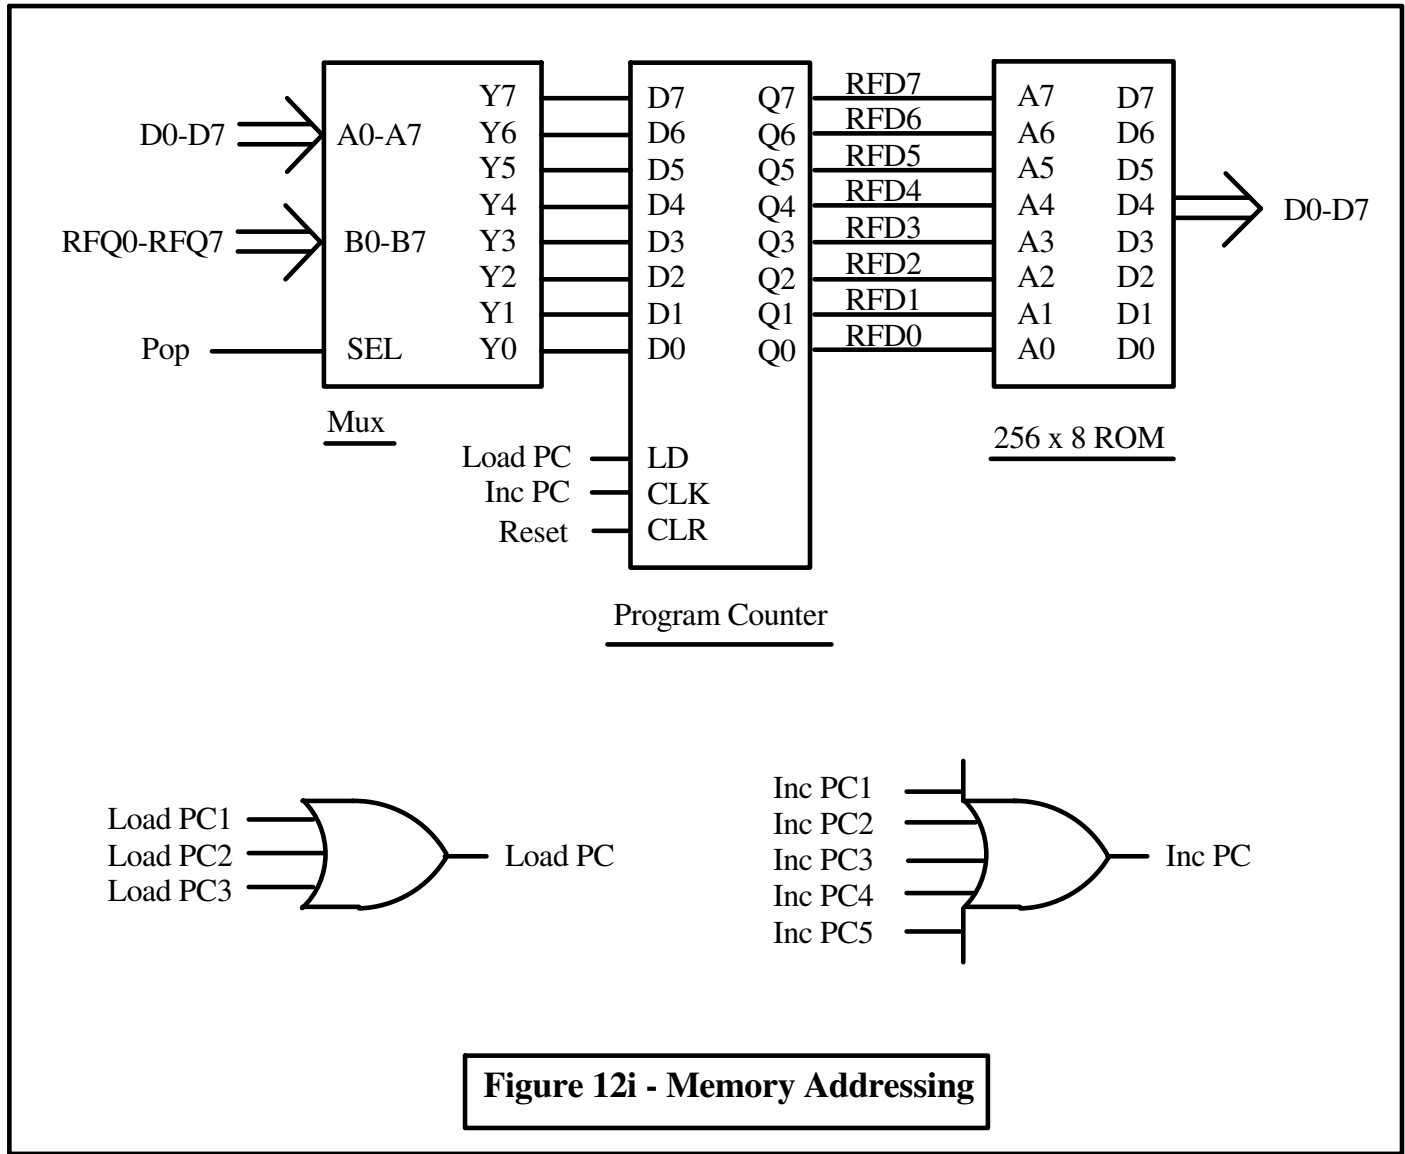 Y7 D7 Q7 RFD7 A7 D7
D0-D7 A0-A7 Y6 D6 Q6 RFD6 A6 D6
Y5 D5 Q5 RFD5 A5 D5
Y4 D4 Q4 RFD4 A4 D4 D0-D7
RFQ0-RFQ7 B0-B7 Y3 D3 Q3 RFD3 A3 D3
Y2 D2 Q2 RFD2 A2 D2
Y1 D1 Q1 RFD1 A1 D1
Pop SEL Y0 D0 Q0 RFD0 A0 D0
Mux
256 x 8 ROM
Load PC LD
Inc PC CLK
Reset CLR
Program Counter
Load PC1
Load PC2
Load PC3
Load PC
Inc PC1
Inc PC2
Inc PC3
Inc PC4
Inc PC5
Inc PC
Figure 12i - Memory Addressing